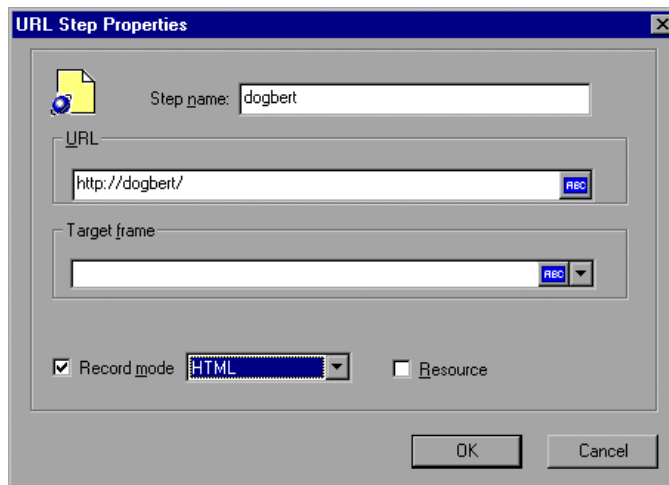 URL Step Properties
Step name: dogbert
URL
http://dogbert/
ABC
Target frame
ABC
Record mode HTML Resource
OK Cancel